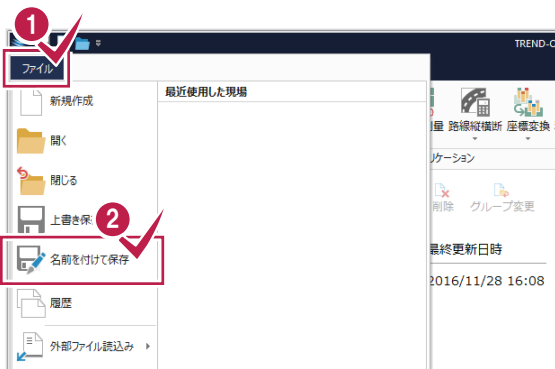 1
TREND-C
ファイル
新規作成
最近使用した現場
開く
閉じる
上書き保
2
名前を付けて保存
履歴
外部ファイル読込み
量 路線縦横断 座標変換
リケーション
削除 グループ変更
最終更新日時
2016/11/28 16:08